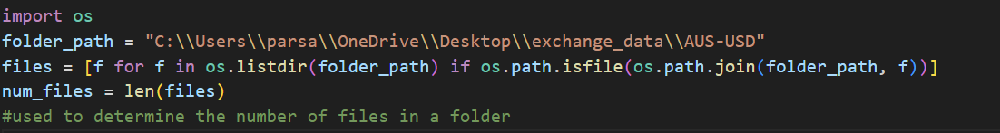 import os
folder_path = "C:\\Users\\parsa\\OneDrive\\Desktop\\exchange_data\\AUS-USD"
files = [f for f in os.listdir(folder_path) if os.path.isfile(os.path.join(folder_path, f))]
num_files = len(files)
#used to determine the number of files in a folder